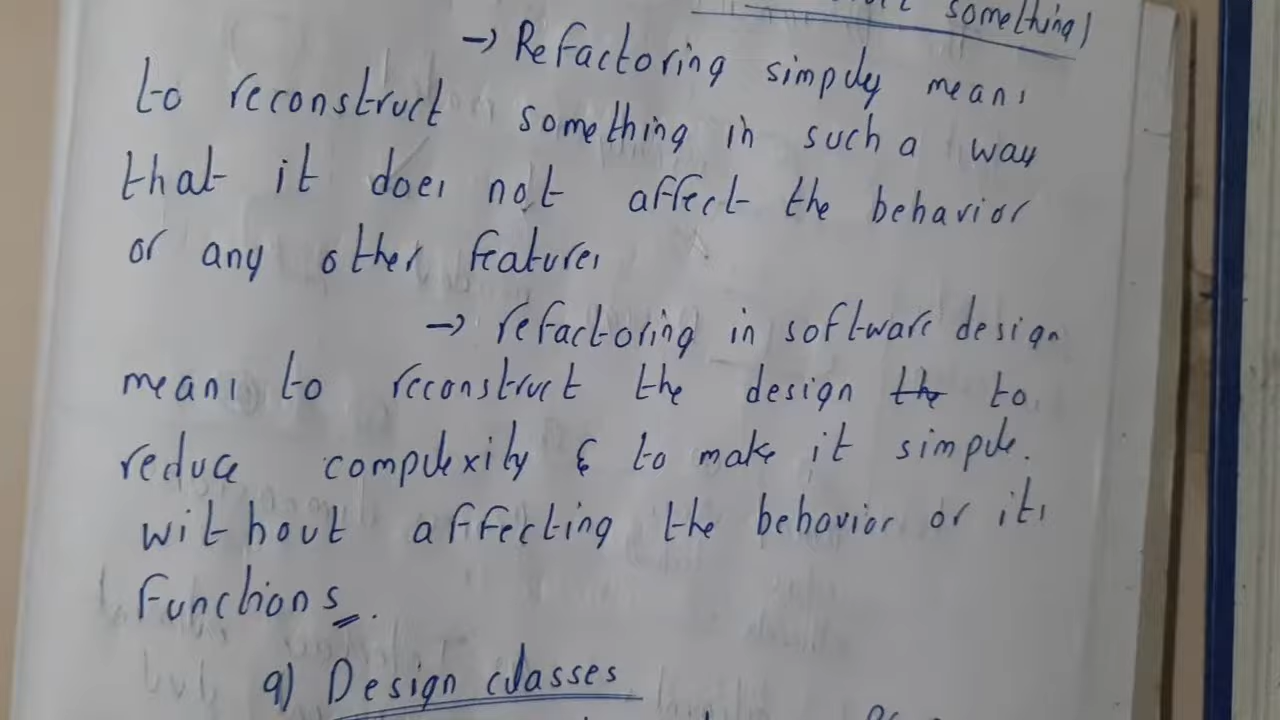 something)
→ Refactoring simply means
to reconstruct something in such a way
that it does not affect the behavior
or any other features
→ refactoring in software design
means to reconstruct the design the to
reduce complexity & to make it simple.
without affecting the behavior or its
functions.
9) Design classes